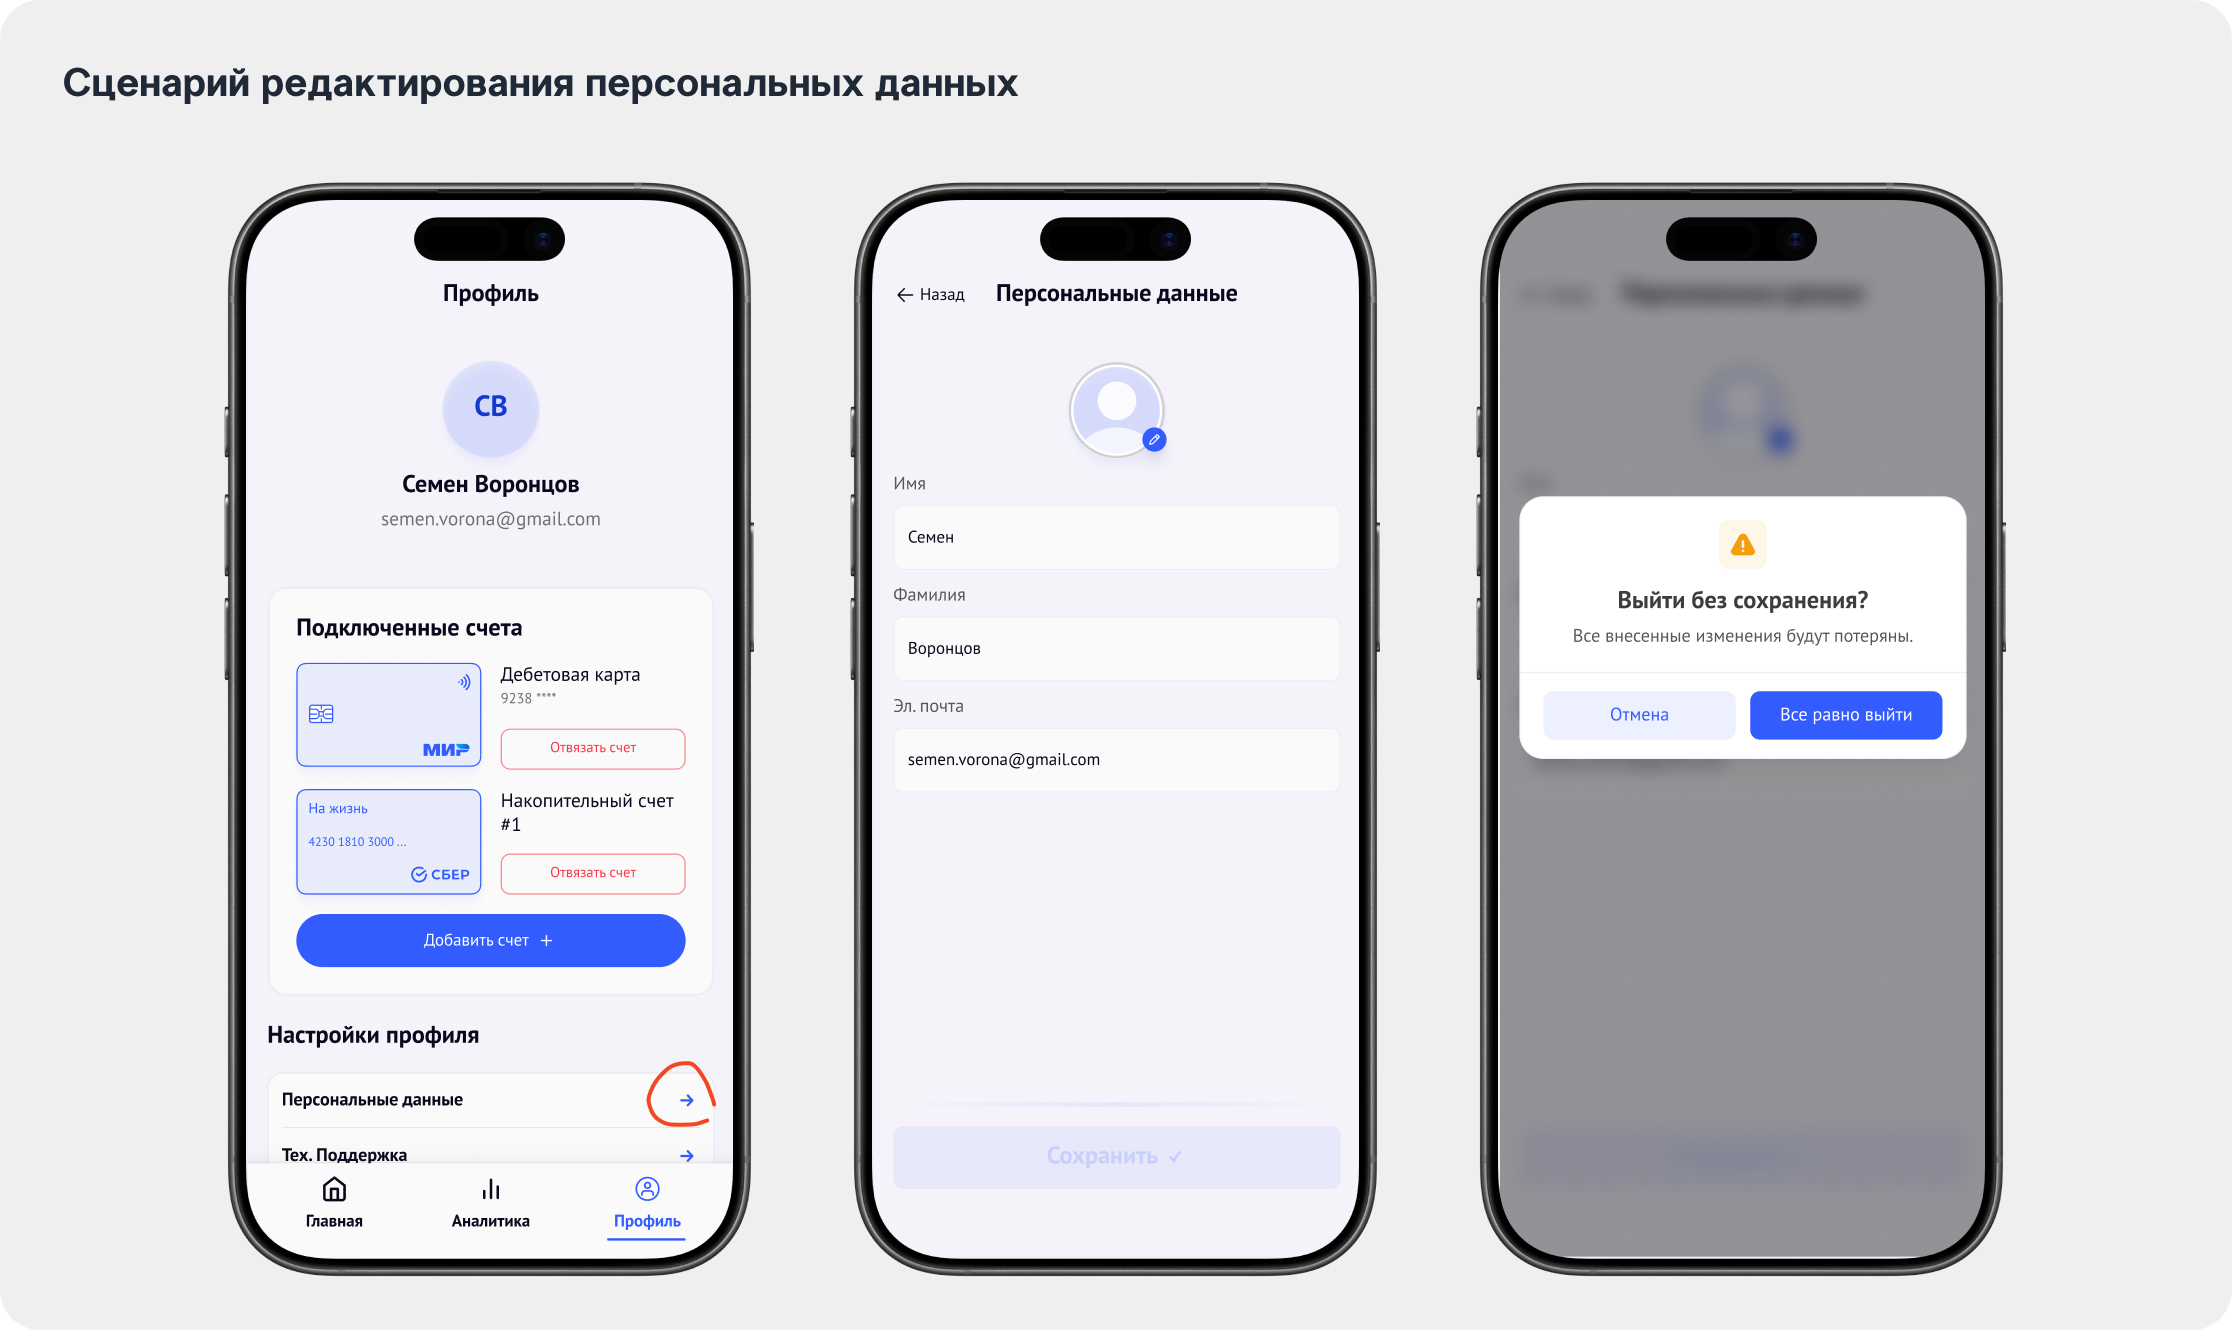 Сценарий редактирования персональных данных
Профиль
СВ
Семен Воронцов
semen.vorona@gmail.com
Подключенные счета
МИР
Дебетовая карта
9238 ****
Отвязать счет
На жизнь
4230 1810 3000 ...
СБЕР
Накопительный счет
#1
Отвязать счет
Добавить счет +
Настройки профиля
Персональные данные
Тех. Поддержка
Главная
Аналитика
Профиль
Назад
Персональные данные
Имя
Семен
Фамилия
Воронцов
Эл. почта
semen.vorona@gmail.com
Сохранить
Выйти без сохранения?
Все внесенные изменения будут потеряны.
Отмена
Все равно выйти